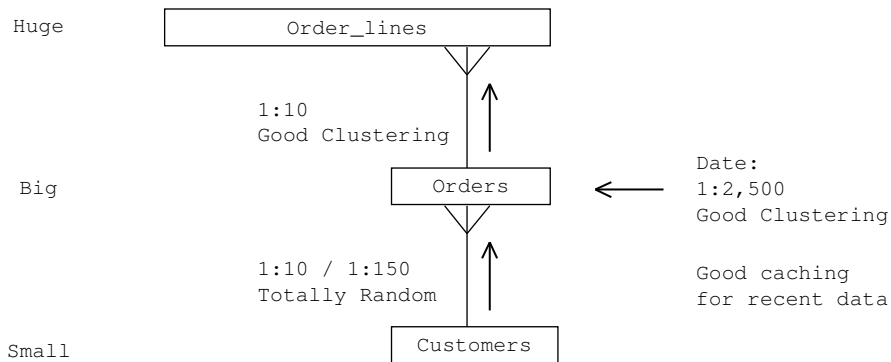 Huge
Order_lines
1:10
Good Clustering
Big
Orders
Date:
1:2,500
Good Clustering
1:10 / 1:150
Totally Random
Good caching
for recent data
Small
Customers